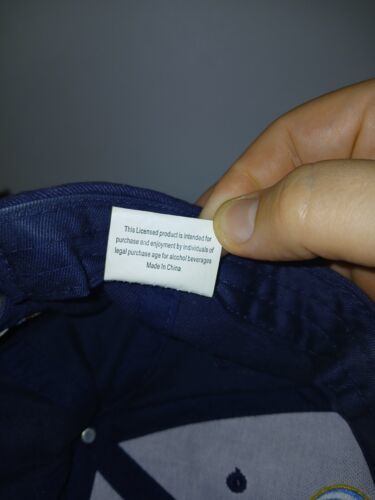 This Licensed product is intended for
purchase and enjoyment by individuals of
legal purchase age for alcohol beverages
Made In China